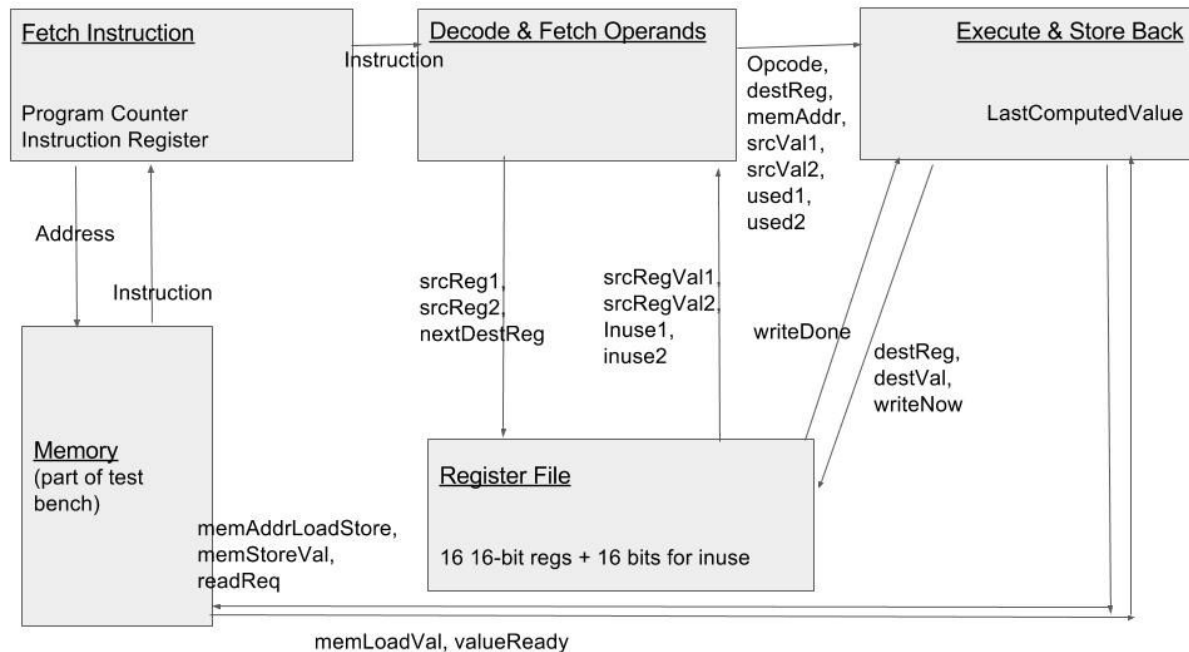 Fetch Instruction
Program Counter
Instruction Register
Instruction
Decode & Fetch Operands
Opcode,
destReg,
memAddr,
srcVal1,
srcVal2,
used1,
used2
Execute & Store Back
LastComputedValue
Address
Instruction
srcReg1,
srcReg2,
nextDestReg
srcRegVal1,
srcRegVal2,
Inuse1,
inuse2
writeDone
destReg,
destVal,
writeNow
Memory
(part of test
bench)
Register File
16 16-bit regs + 16 bits for inuse
memAddrLoadStore,
memStoreVal,
readReq
memLoadVal, valueReady